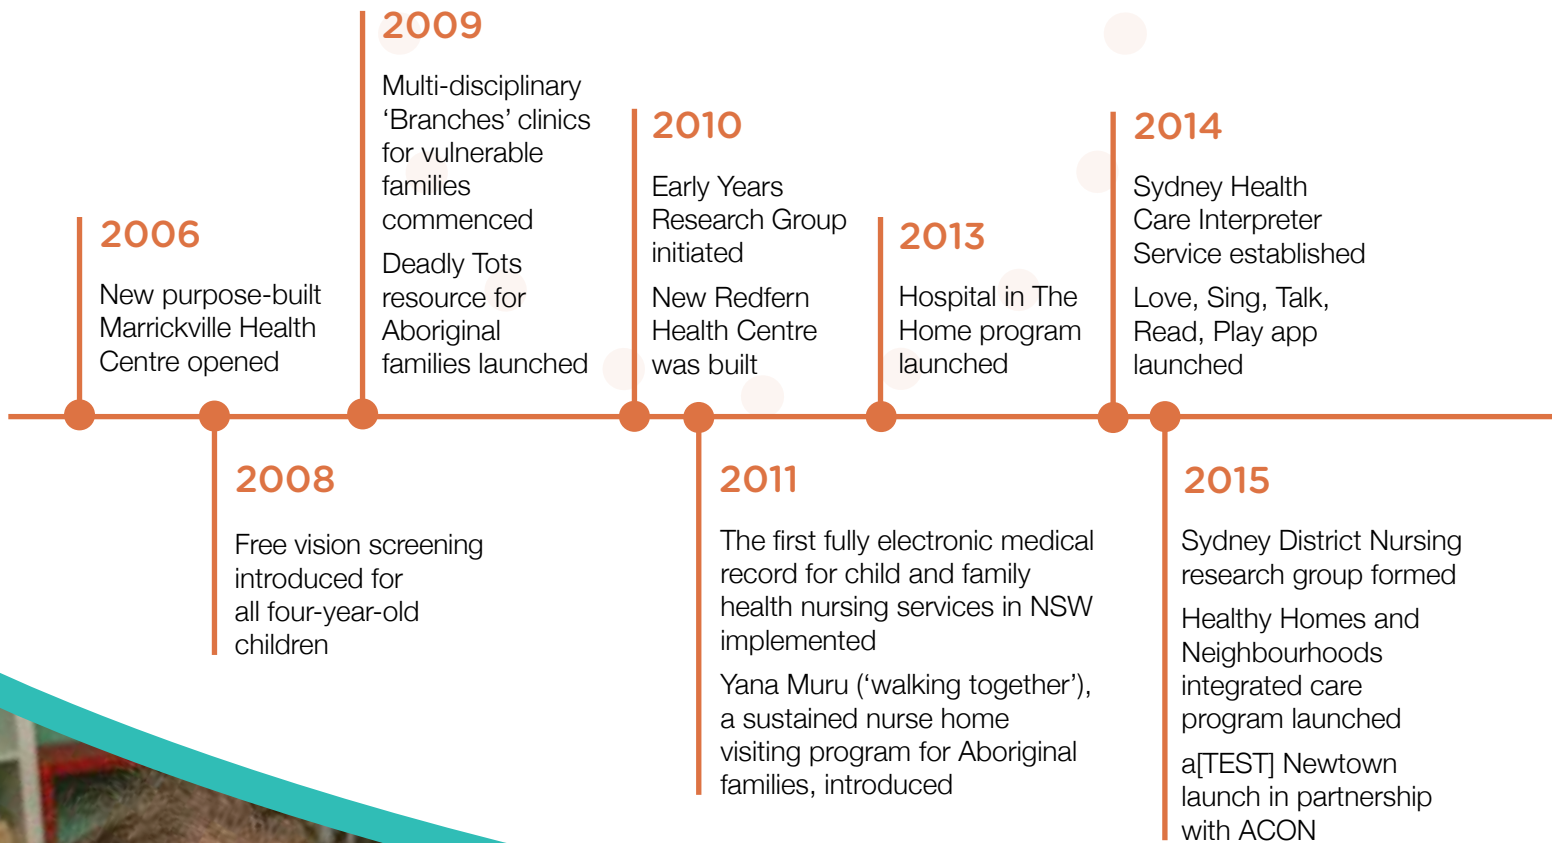 2006
New purpose-built
Marrickville Health
Centre opened
2008
Free vision screening
introduced for
all four-year-old
children
2009
Multi-disciplinary
‘Branches’ clinics
for vulnerable
families
commenced
Deadly Tots
resource for
Aboriginal
families launched
2010
Early Years
Research Group
initiated
New Redfern
Health Centre
was built
2011
The first fully electronic medical
record for child and family
health nursing services in NSW
implemented
Yana Muru (‘walking together’),
a sustained nurse home
visiting program for Aboriginal
families, introduced
2013
Hospital in The
Home program
launched
2014
Sydney Health
Care Interpreter
Service established
Love, Sing, Talk,
Read, Play app
launched
2015
Sydney District Nursing
research group formed
Healthy Homes and
Neighbourhoods
integrated care
program launched
a[TEST] Newtown
launch in partnership
with ACON